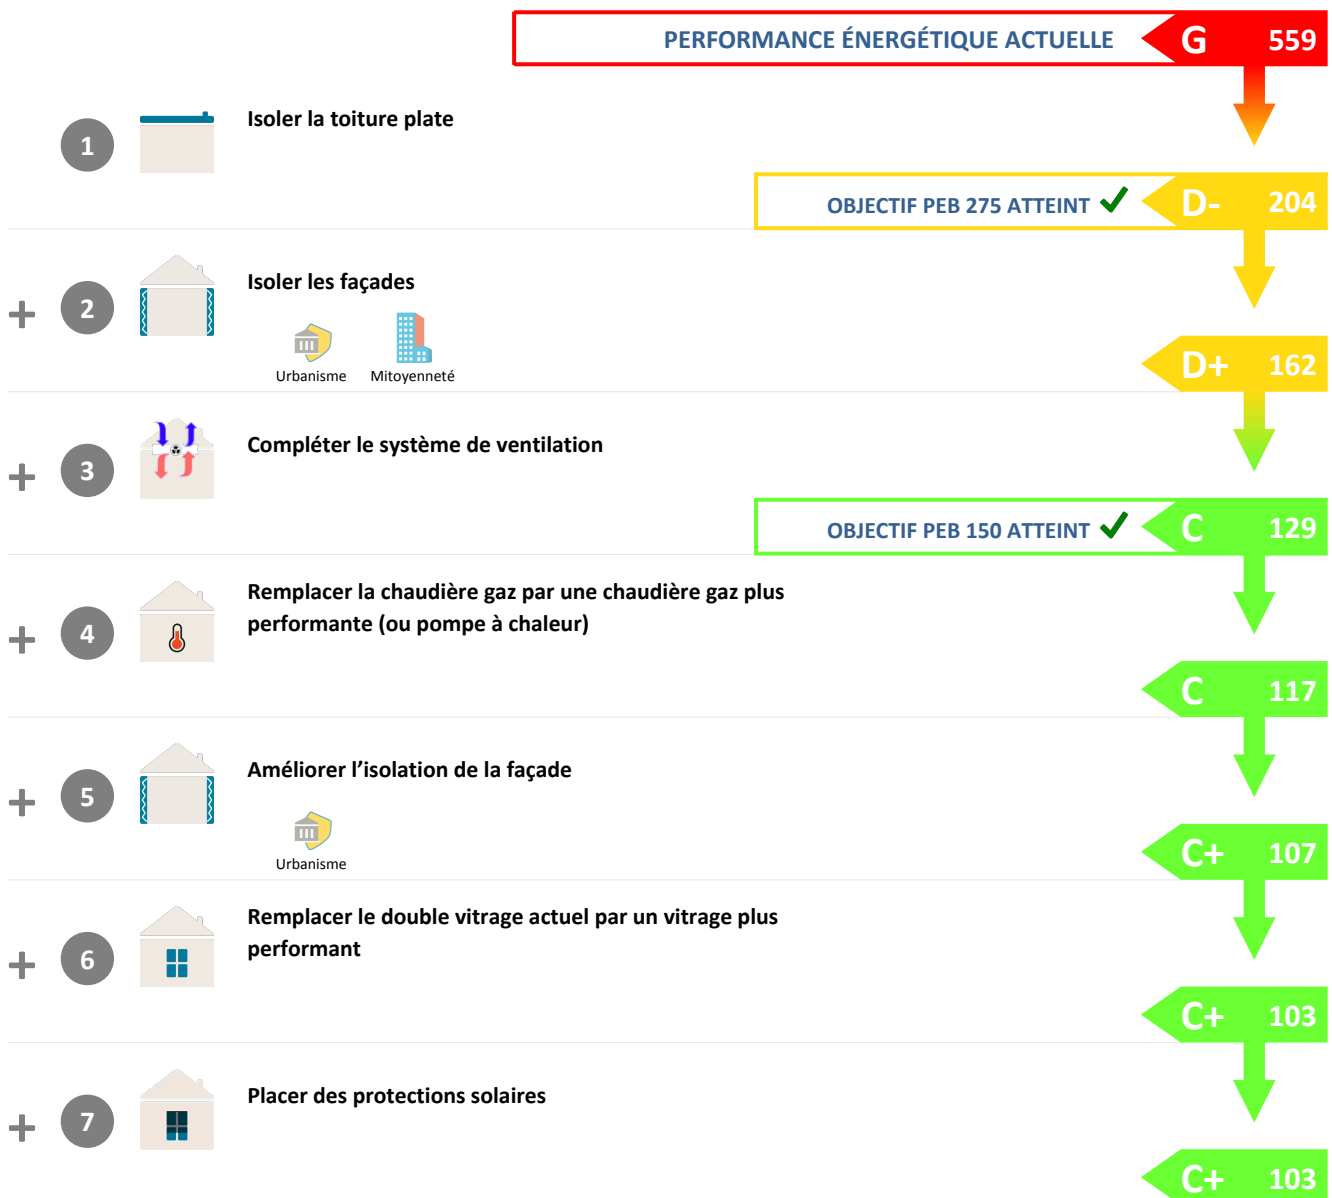 PERFORMANCE ÉNERGÉTIQUE ACTUELLE G 559
1 Isoler la toiture plate
OBJECTIF PEB 275 ATTEINT D- 204
+ 2 Isoler les façades
Urbanisme Mitoyenneté
D+ 162
+ 3 Compléter le système de ventilation
OBJECTIF PEB 150 ATTEINT C 129
+ 4 Remplacer la chaudière gaz par une chaudière gaz plus
performante (ou pompe à chaleur)
C 117
+ 5 Améliorer l’isolation de la façade
Urbanisme
C+ 107
+ 6 Remplacer le double vitrage actuel par un vitrage plus
performant
C+ 103
+ 7 Placer des protections solaires
C+ 103